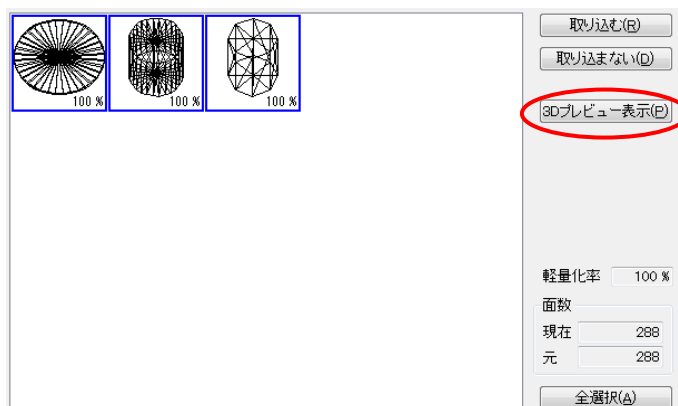 100 %
100 %
100 %
取り込む(R)
取り込まない(D)
3Dプレビュー表示(P)
軽量化率 100 %
面数
現在 288
元 288
全選択(A)